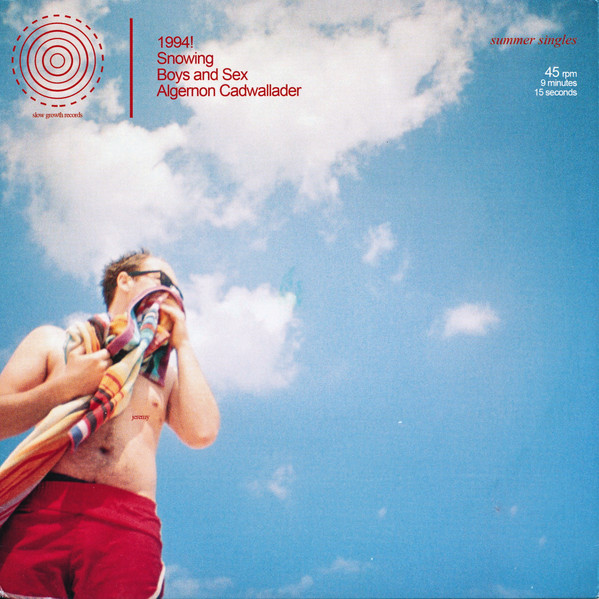 1994!
Snowing
Boys and Sex
Algernon Cadwallader
slow growth records
summer singles
45 rpm
9 minutes
15 seconds
jeremy